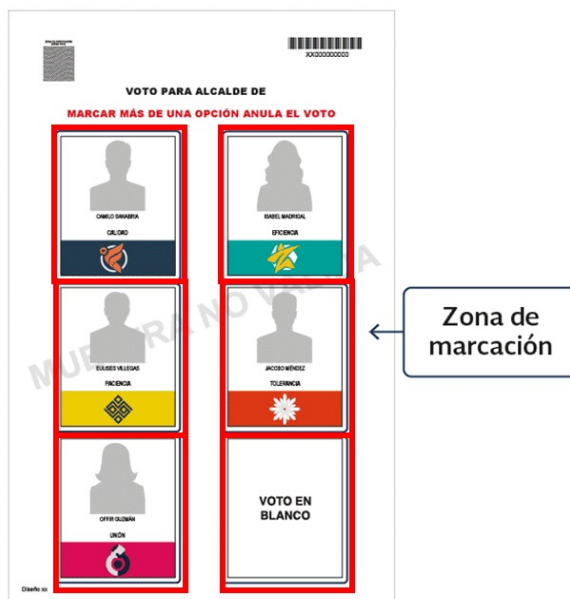 XX000000000
VOTO PARA ALCALDE DE
MARCAR MÁS DE UNA OPCIÓN ANULA EL VOTO
CAMILO SANABRIA
CALIDAD
ISABEL MADRIGAL
EFICIENCIA
MUESTRA NO VALIDA
EULISES VILLEGAS
PACIENCIA
JACOBO MÉNDEZ
TOLERANCIA
Zona de
marcación
OFFIR GUZMÁN
UNIÓN
VOTO EN
BLANCO
Diseño xx